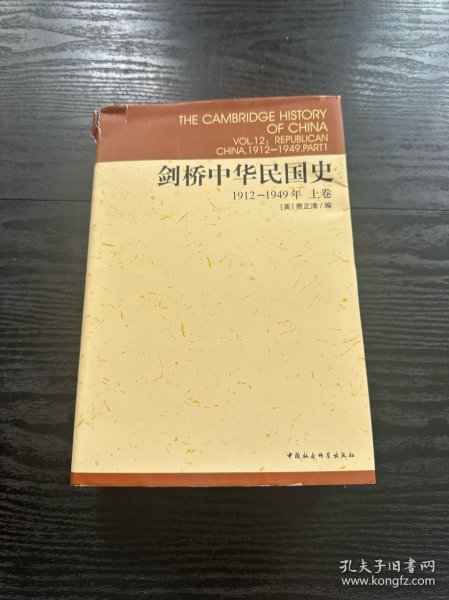 THE CAMBRIDGE HISTORY
OF CHINA
VOL.12, REPUBLICAN
CHINA,1912-1949,PART1
剑桥中华民国史
1912-1949年 上卷
[美]费正清/编
中国社会科学出版社
孔夫子旧书网
www.kongfz.com